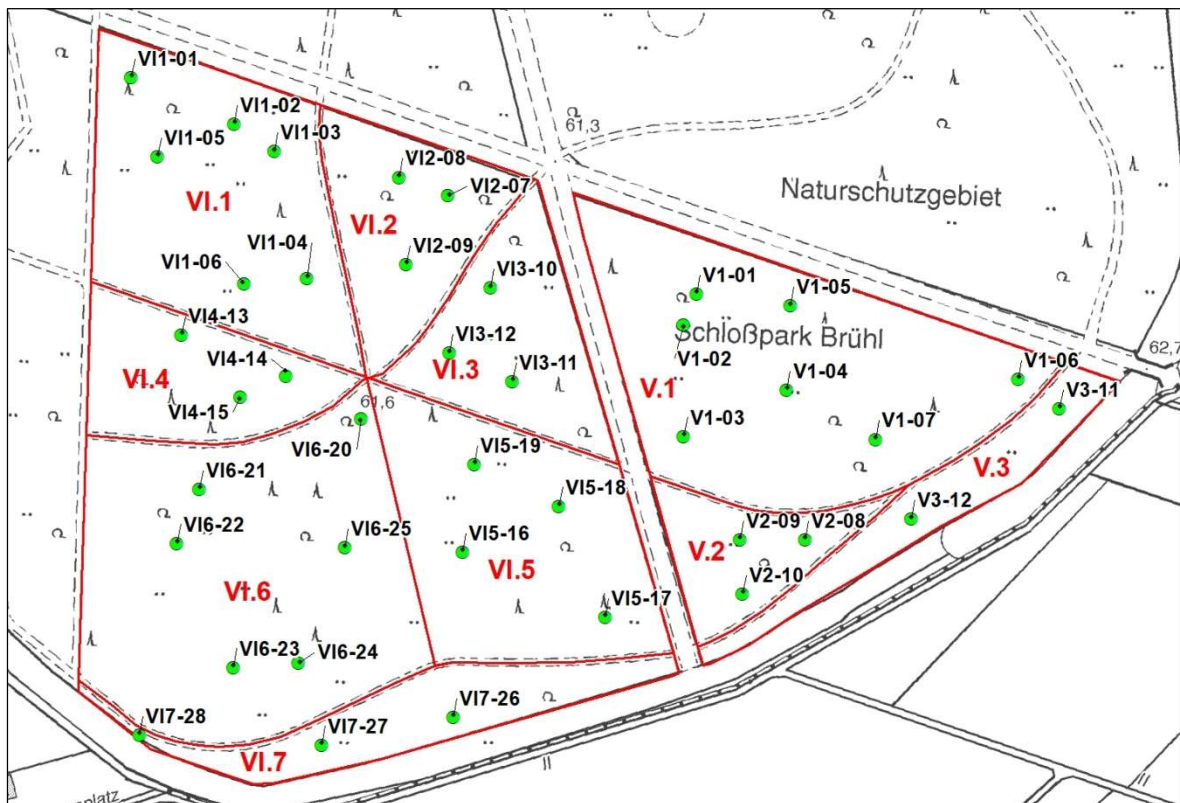 VI1-01
VI1-02
VI1-05
VI1-03
61,3
VI2-08
VI2-07
Naturschutzgebiet
VI.1
VI.2
VI1-04
VI2-09
VI1-06
VI3-10
V1-01
V1-05
VI4-13
Schloßpark Brühl
VI3-12
V1-02
V1-06
62,7
VI4-14
VI.3
VI3-11
VI.4
V.1
V1-04
V3-11
VI4-15
61,6
V1-03
V1-07
VI6-20
VI5-19
V.3
VI6-21
VI5-18
V3-12
VI6-22
VI6-25
VI5-16
V2-09
V2-08
V.2
VI.5
V2-10
VI.6
VI5-17
VI6-23
VI6-24
VI7-28
VI7-26
VI7-27
VI.7